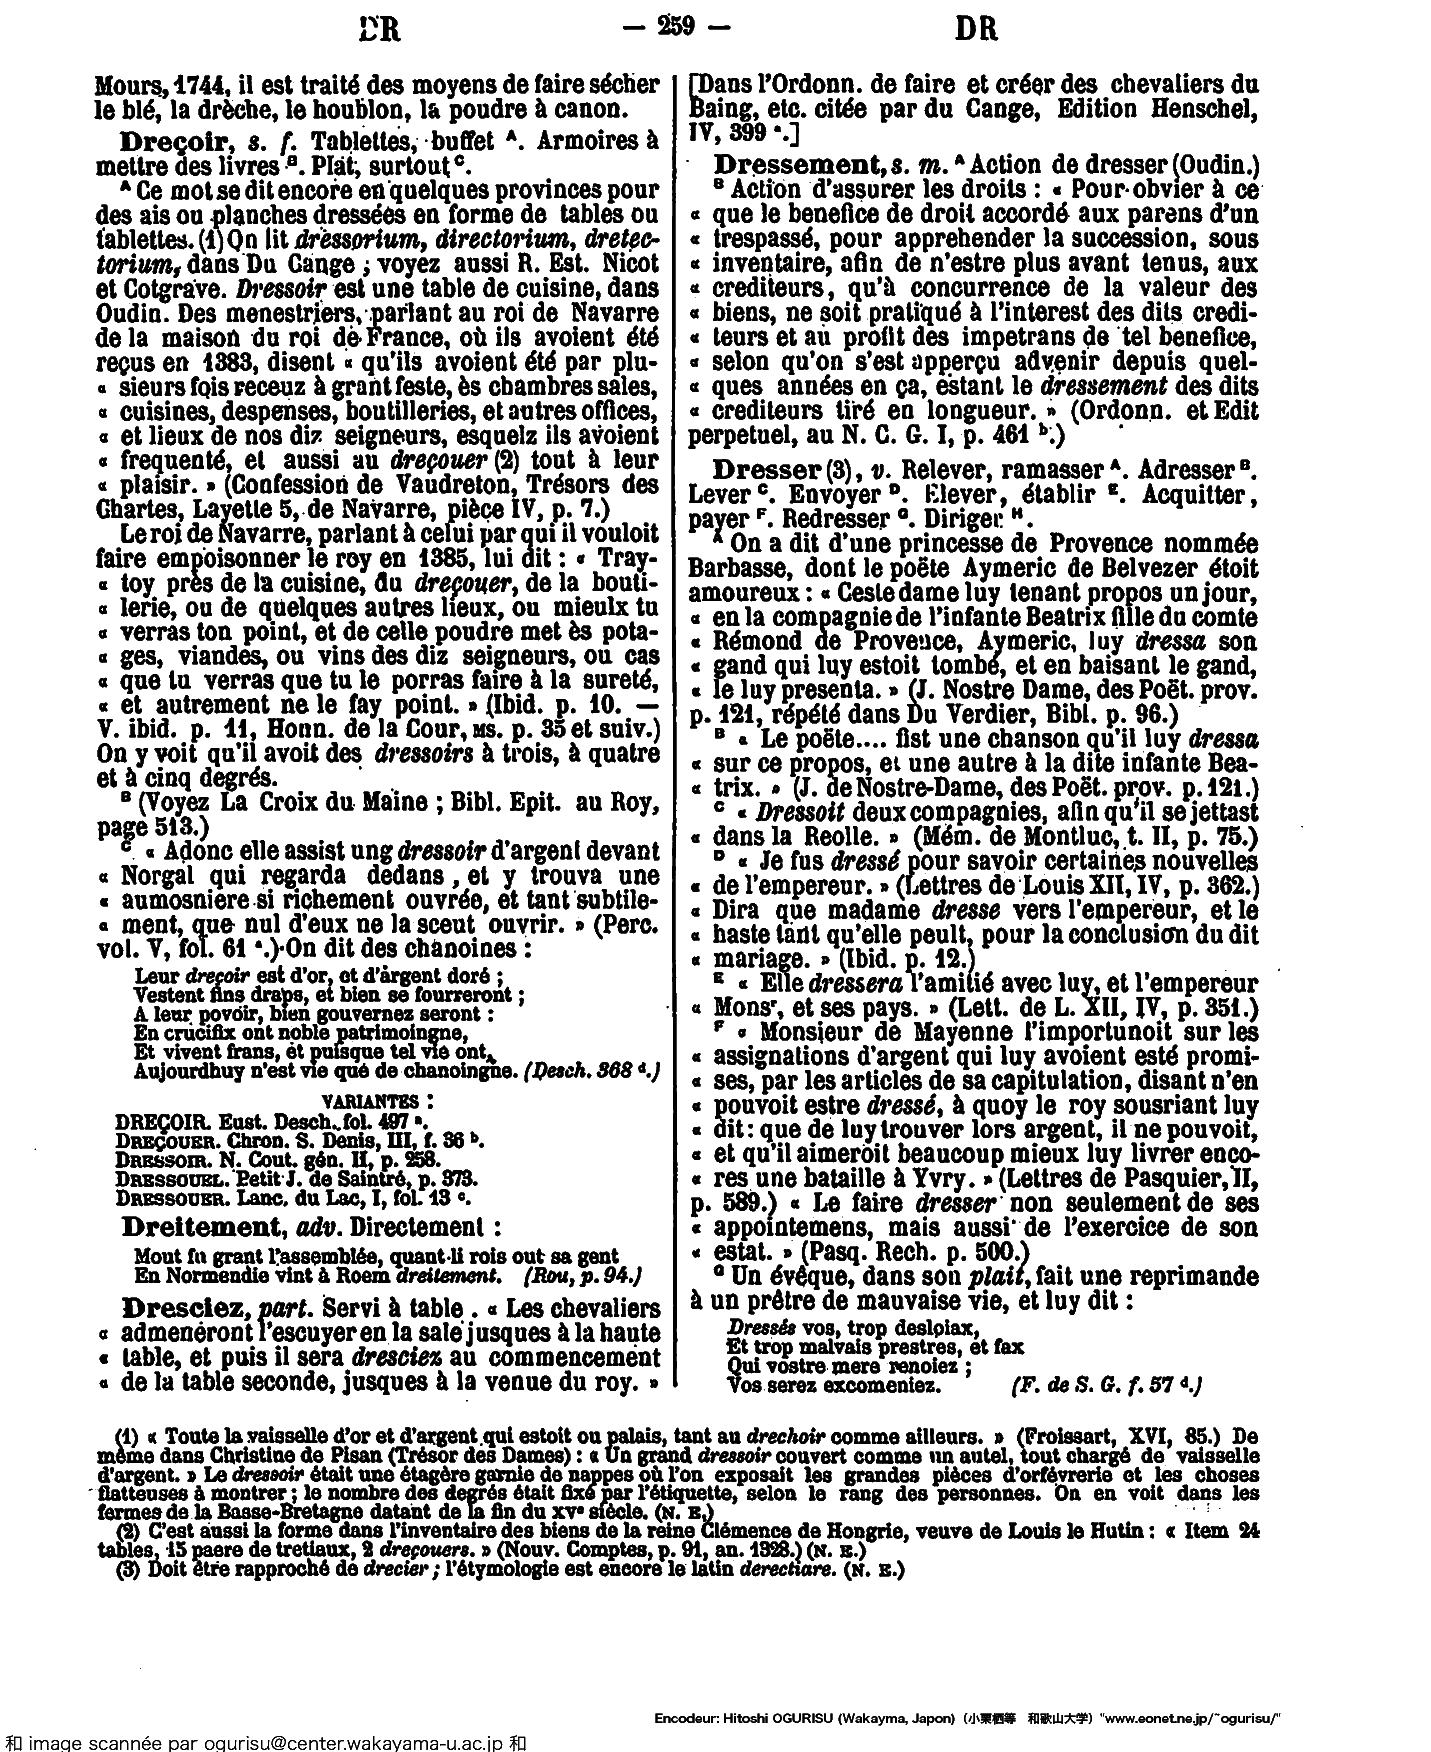 DR
— 259 —
DR
Mours, 1744, il est traité des moyens de faire sécher
le blé, la drèche, le houblon, la poudre à canon.
Dreçoir, s. f. Tablettes, buffet A. Armoires à
mettre des livres B. Plat, surtout C.
A Ce mot se dit encore en quelques provinces pour
des ais ou planches dressées en forme de tables ou
tablettes. (1) On lit dressorium, directorium, dretec-
torium, dans Du Cange ; voyez aussi R. Est. Nicot
et Cotgrave. Dressoir est une table de cuisine, dans
Oudin. Des menestriers, parlant au roi de Navarre
de la maison du roi de France, où ils avoient été
reçus en 1383, disent « qu'ils avoient été par plu-
« sieurs fois receuz à grant feste, ès chambres sales,
« cuisines, despenses, boutilleries, et autres offices,
« et lieux de nos diz seigneurs, esquelz ils avoient
« frequenté, et aussi au dreçouer (2) tout à leur
« plaisir. » (Confession de Vaudreton, Trésors des
Chartes, Layette 5, de Navarre, pièce IV, p. 7.)
Le roi de Navarre, parlant à celui par qui il vouloit
faire empoisonner le roy en 1385, lui dit : « Tray-
« toy près de la cuisine, du dreçouer, de la bouti-
« lerie, ou de quelques autres lieux, ou mieulx tu
« verras ton point, et de celle poudre met ès pota-
« ges, viandes, ou vins des diz seigneurs, ou cas
« que tu verras que tu le porras faire à la sureté,
« et autrement ne le fay point. » (Ibid. p. 10. —
V. ibid. p. 11, Honn. de la Cour, MS. p. 35 et suiv.)
On y voit qu'il avoit des dressoirs à trois, à quatre
et à cinq degrés.
B (Voyez La Croix du Maine ; Bibl. Epit. au Roy,
page 513.)
C « Adonc elle assist ung dressoir d'argent devant
« Norgal qui regarda dedans, et y trouva une
« aumosniere si richement ouvrée, et tant subtile-
« ment, que nul d'eux ne la sceut ouvrir. » (Perc.
vol. V, fol. 61 a.) On dit des chanoines :
Leur dreçoir est d'or, et d'argent doré ;
Vestent fins draps, et bien se fourreront ;
A leur povoir, bien gouvernez seront :
En crucifix ont noble patrimoingne,
Et vivent frans, et puisque tel vie ont,
Aujourdhuy n'est vie que de chanoingne. (Desch. 368 d.)
VARIANTES :
DREÇOIR. Eust. Desch. fol. 497 a.
DREÇOUER. Chron. S. Denis, III, f. 36 b.
DRESSOIR. N. Cout. gén. II, p. 258.
DRESSOUEL. Petit J. de Saintré, p. 373.
DRESSOUER. Lanc. du Lac, I, fol. 13 c.
Dreitement, adv. Directement :
Mout fu grant l'assemblée, quant li rois out sa gent
En Normendie vint à Roem dreitement. (Rou, p. 94.)
Dresciez, part. Servi à table. « Les chevaliers
« admeneront l'escuyer en la sale jusques à la haute
« table, et puis il sera dresciez au commencement
« de la table seconde, jusques à la venue du roy. »
[Dans l'Ordonn. de faire et créer des chevaliers du
Baing, etc. citée par du Cange, Edition Henschel,
IV, 399 a.]
Dressement, s. m. A Action de dresser (Oudin.)
B Action d'assurer les droits : « Pour obvier à ce
« que le benefice de droit accordé aux parens d'un
« trespassé, pour apprehender la succession, sous
« inventaire, afin de n'estre plus avant tenus, aux
« crediteurs, qu'à concurrence de la valeur des
« biens, ne soit pratiqué à l'interest des dits credi-
« teurs et au profit des impetrans de tel benefice,
« selon qu'on s'est apperçu advenir depuis quel-
« ques années en ça, estant le dressement des dits
« crediteurs tiré en longueur. » (Ordonn. et Edit
perpetuel, au N. C. G. I, p. 461 b.)
Dresser (3), v. Relever, ramasser A. Adresser B.
Lever C. Envoyer D. Elever, établir E. Acquitter,
payer F. Redresser G. Diriger H.
A On a dit d'une princesse de Provence nommée
Barbasse, dont le poëte Aymeric de Belvezer étoit
amoureux : « Ceste dame luy tenant propos un jour,
« en la compagnie de l'infante Beatrix fille du comte
« Rémond de Provence, Aymeric, luy dressa son
« gand qui luy estoit tombé, et en baisant le gand,
« le luy presenta. » (J. Nostre Dame, des Poët. prov.
p. 121, répété dans Du Verdier, Bibl. p. 96.)
B « Le poëte.... fist une chanson qu'il luy dressa
« sur ce propos, et une autre à la dite infante Bea-
« trix. » (J. de Nostre-Dame, des Poët. prov. p. 121.)
C « Dressoit deux compagnies, afin qu'il se jettast
« dans la Reolle. » (Mém. de Montluc, t. II, p. 75.)
D « Je fus dressé pour savoir certaines nouvelles
« de l'empereur. » (Lettres de Louis XII, IV, p. 362.)
« Dira que madame dresse vers l'empereur, et le
« haste tant qu'elle peult, pour la conclusion du dit
« mariage. » (Ibid. p. 12.)
E « Elle dressera l'amitié avec luy, et l'empereur
« Monsr, et ses pays. » (Lett. de L. XII, IV, p. 351.)
F « Monsieur de Mayenne l'importunoit sur les
« assignations d'argent qui luy avoient esté promi-
« ses, par les articles de sa capitulation, disant n'en
« pouvoit estre dressé, à quoy le roy sousriant luy
« dit : que de luy trouver lors argent, il ne pouvoit,
« et qu'il aimeroit beaucoup mieux luy livrer enco-
« res une bataille à Yvry. » (Lettres de Pasquier, II,
p. 589.) « Le faire dresser non seulement de ses
« appointemens, mais aussi de l'exercice de son
« estat. » (Pasq. Rech. p. 500.)
G Un évêque, dans son plait, fait une reprimande
à un prêtre de mauvaise vie, et luy dit :
Dressés vos, trop desloiax,
Et trop malvais prestres, et fax
Qui vostre mere renoiez ;
Vos serez excomeniez. (F. de S. G. f. 57 d.)
(1) « Toute la vaisselle d'or et d'argent qui estoit ou palais, tant au drechoir comme ailleurs. » (Froissart, XVI, 85.) De
même dans Christine de Pisan (Trésor des Dames) : « Un grand dressoir couvert comme un autel, tout chargé de vaisselle
d'argent. » Le dressoir était une étagère garnie de nappes où l'on exposait les grandes pièces d'orfévrerie et les choses
flatteuses à montrer ; le nombre des degrés était fixé par l'étiquette, selon le rang des personnes. On en voit dans les
fermes de la Basse-Bretagne datant de la fin du XVe siècle. (N. E.)
(2) C'est aussi la forme dans l'inventaire des biens de la reine Clémence de Hongrie, veuve de Louis le Hutin : « Item 24
tables, 15 paere de tretiaux, 2 dreçouers. » (Nouv. Comptes, p. 91, an. 1328.) (N. E.)
(3) Doit être rapproché de drecier ; l'étymologie est encore le latin derectiare. (N. E.)
Encodeur: Hitoshi OGURISU (Wakayma, Japon) (小栗栖等 和歌山大学) "www.eonet.ne.jp/~ogurisu/"
和 image scannée par ogurisu@center.wakayama-u.ac.jp 和